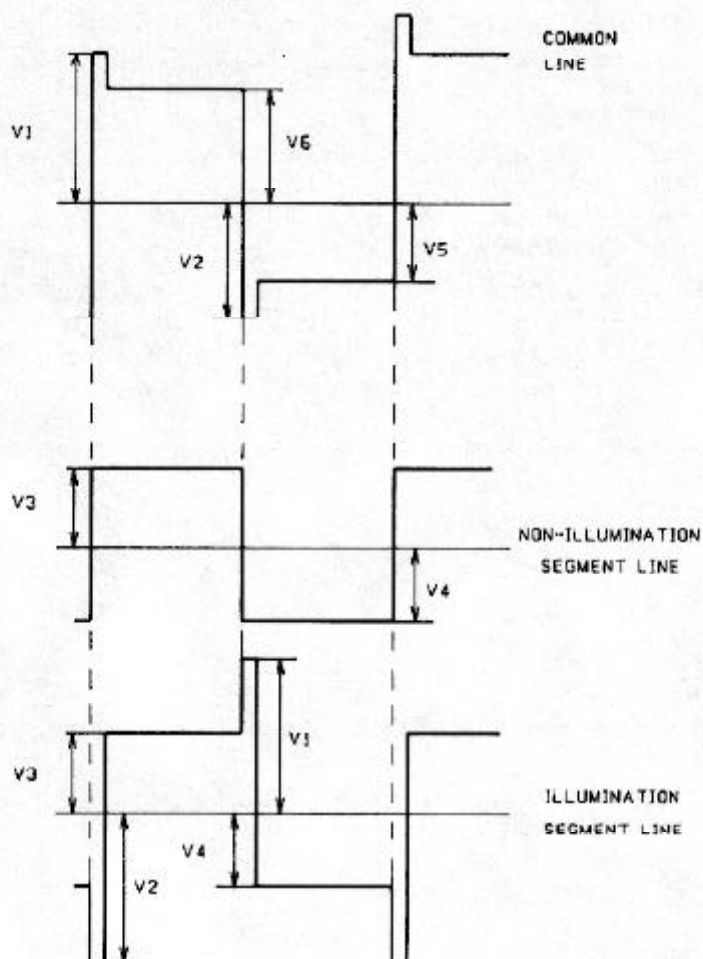 COMMON
LINE
V1
V6
V2
V5
V3
NON-ILLUMINATION
SEGMENT LINE
V4
V1
V3
ILLUMINATION
SEGMENT LINE
V4
V2